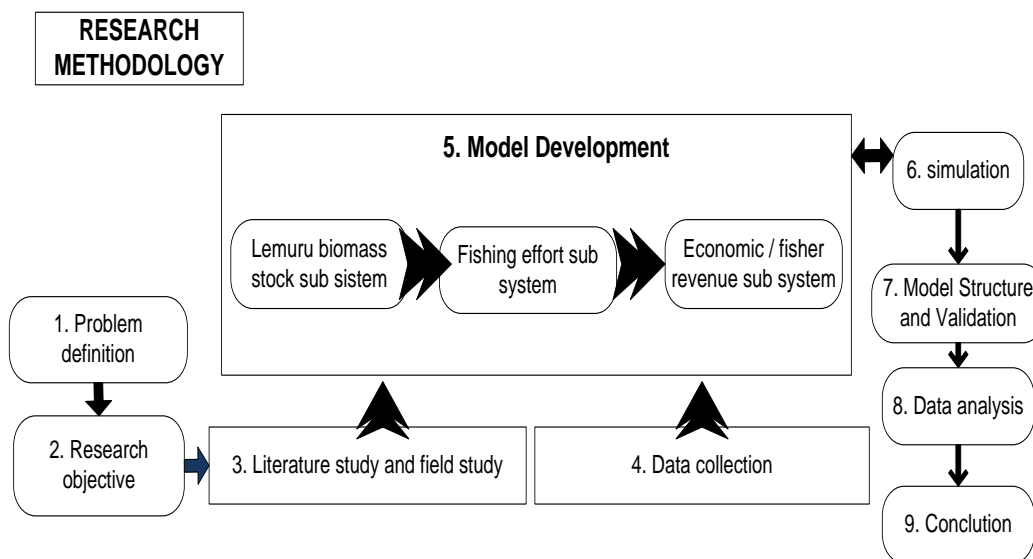 RESEARCH
METHODOLOGY
5. Model Development
Lemuru biomass
stock sub sistem
Fishing effort sub
system
Economic / fisher
revenue sub system
1. Problem
definition
2. Research
objective
3. Literature study and field study
4. Data collection
6. simulation
7. Model Structure
and Validation
8. Data analysis
9. Conclution